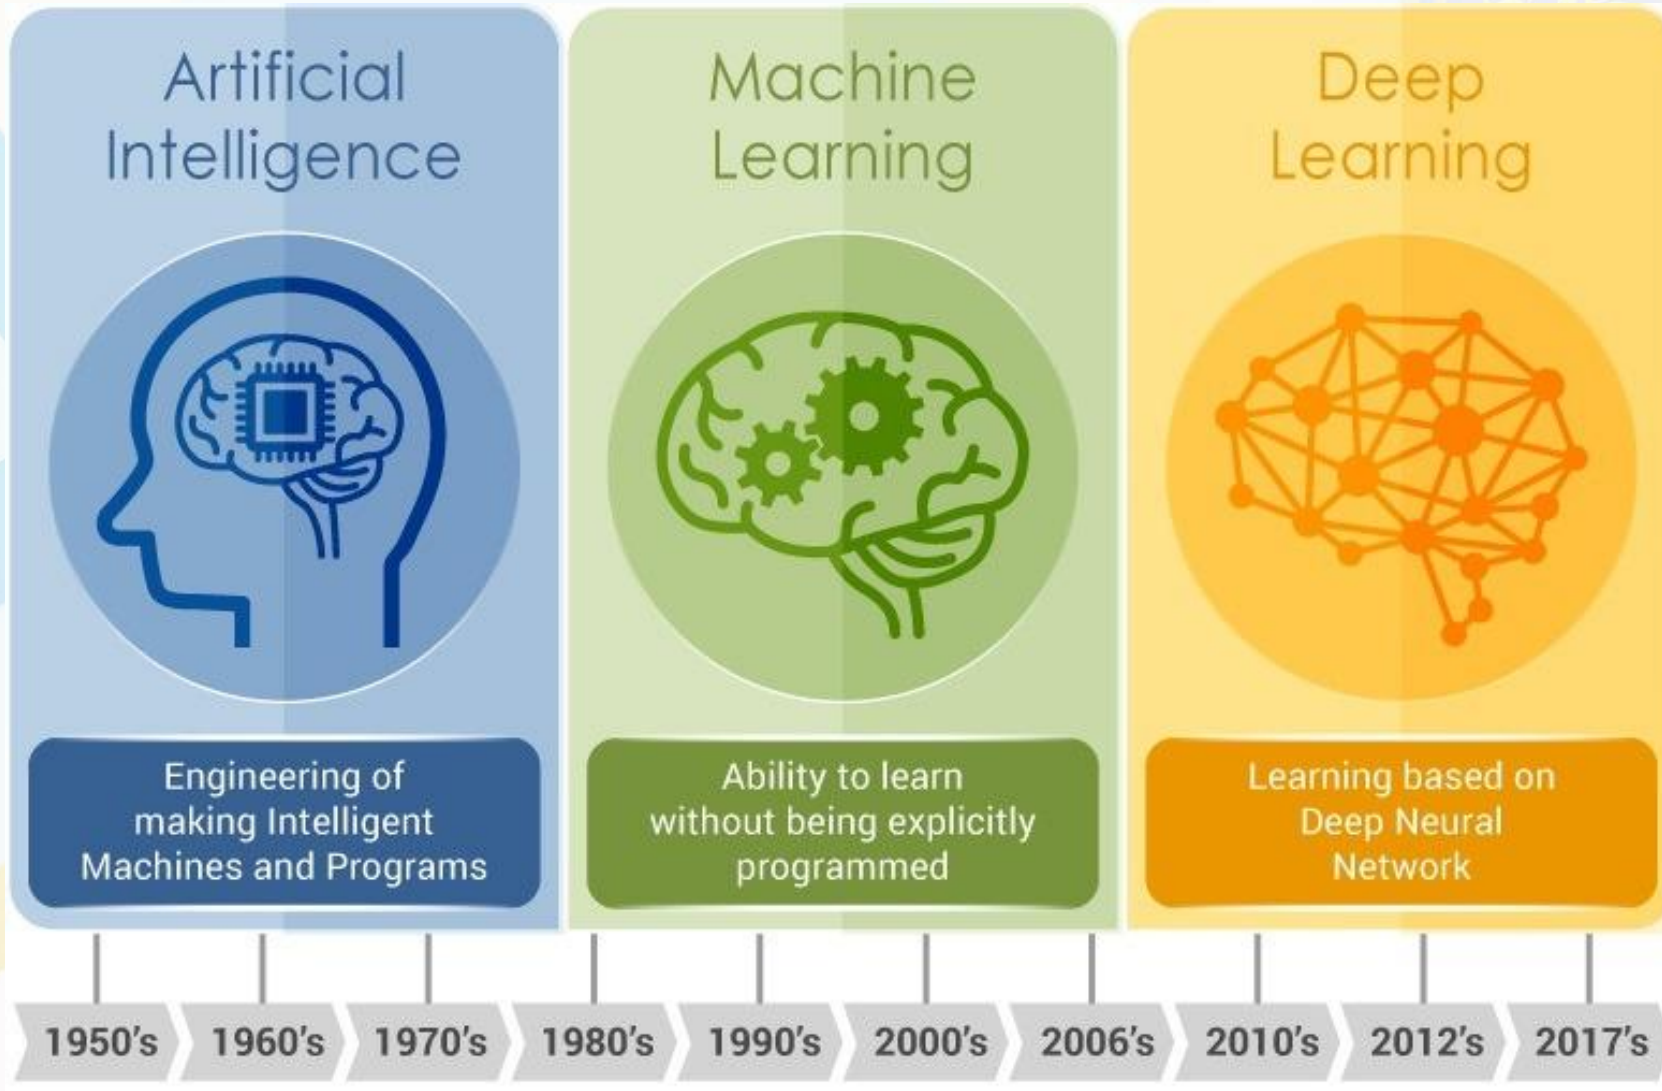 Artificial
Intelligence
Machine
Learning
Deep
Learning
Engineering of
making Intelligent
Machines and Programs
Ability to learn
without being explicitly
programmed
Learning based on
Deep Neural
Network
1950's 1960's 1970's 1980's 1990's 2000's 2006's 2010's 2012's 2017's